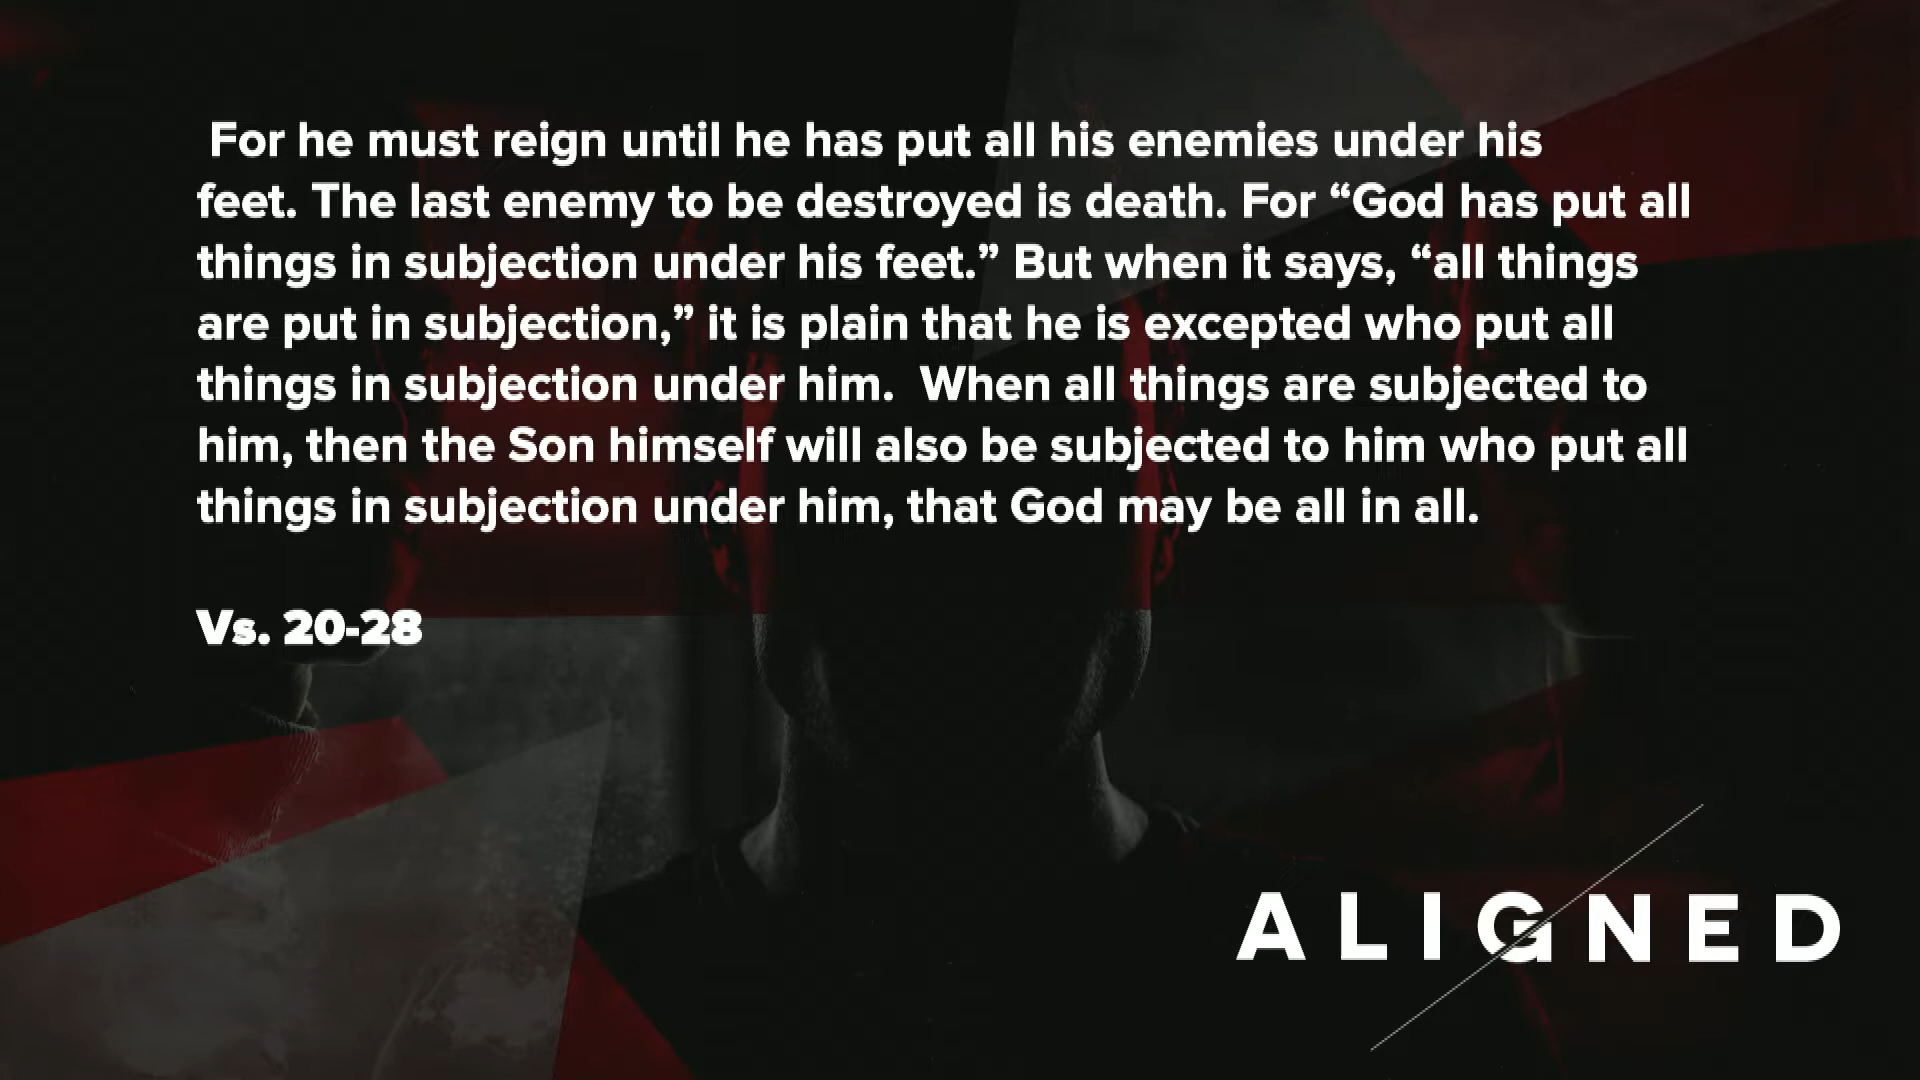 For he must reign until he has put all his enemies under his
feet. The last enemy to be destroyed is death. For “God has put all
things in subjection under his feet.” But when it says, “all things
are put in subjection,” it is plain that he is excepted who put all
things in subjection under him.  When all things are subjected to
him, then the Son himself will also be subjected to him who put all
things in subjection under him, that God may be all in all.
Vs. 20-28
ALIGNED